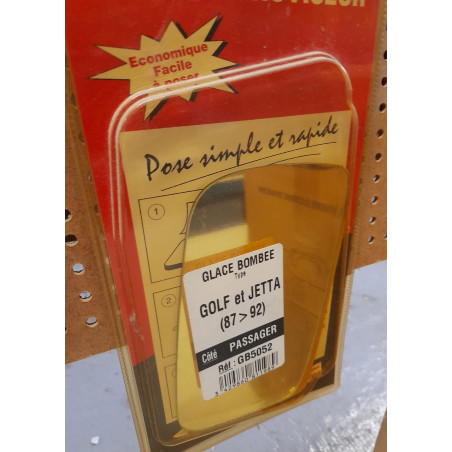 Economique
Facile
à poser
Pose simple et rapide
1
2
GLACE BOMBEE
Type
GOLF et JETTA
(87 > 92)
Côté PASSAGER
Réf : GB5052